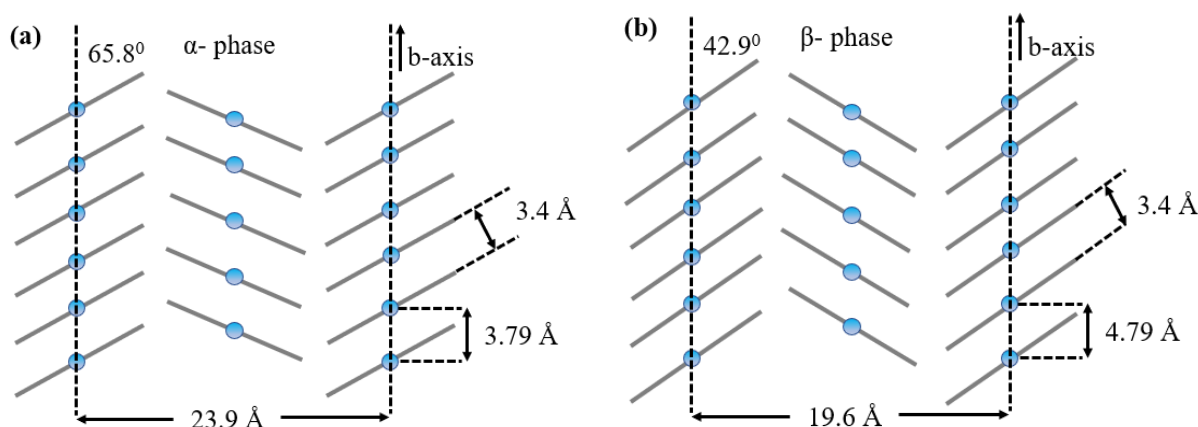 (a)
65.8⁰
α- phase
b-axis
3.4 Å
3.79 Å
23.9 Å
(b)
42.9⁰
β- phase
b-axis
3.4 Å
4.79 Å
19.6 Å